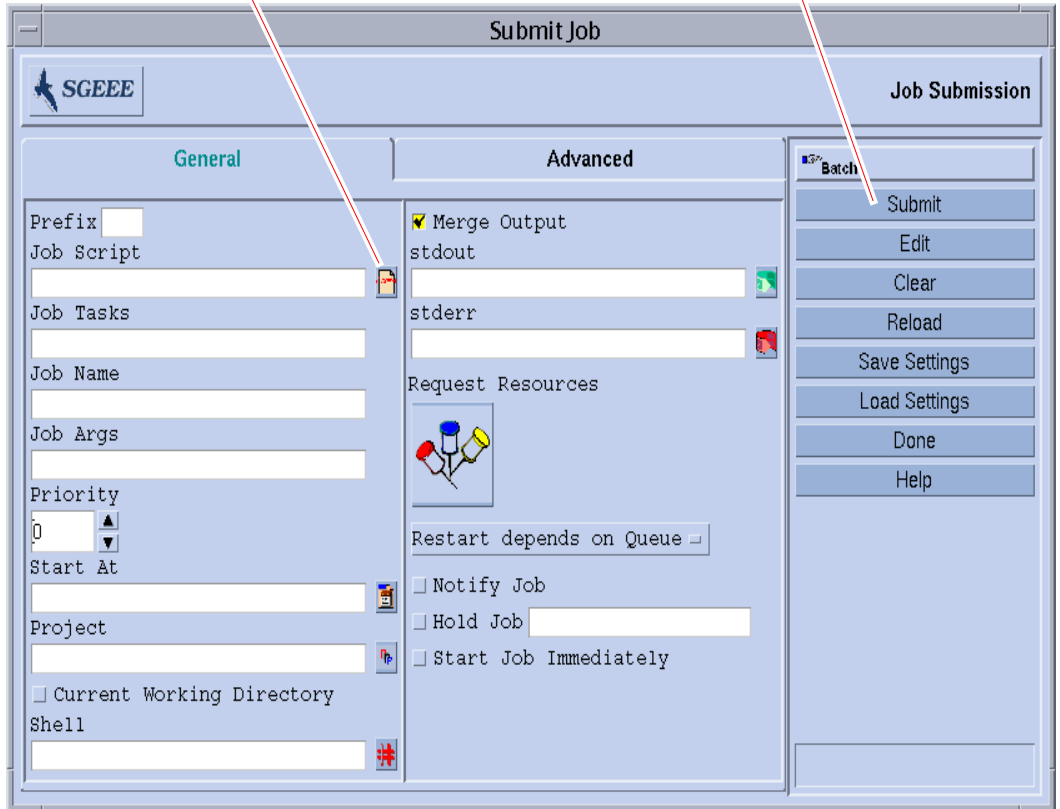 Submit Job
SGEEE
Job Submission
General
Advanced
Prefix
Job Script
Job Tasks
Job Name
Job Args
Priority
0
Start At
Project
Current Working Directory
Shell
Merge Output
stdout
stderr
Request Resources
Restart depends on Queue
Notify Job
Hold Job
Start Job Immediately
Batch
Submit
Edit
Clear
Reload
Save Settings
Load Settings
Done
Help